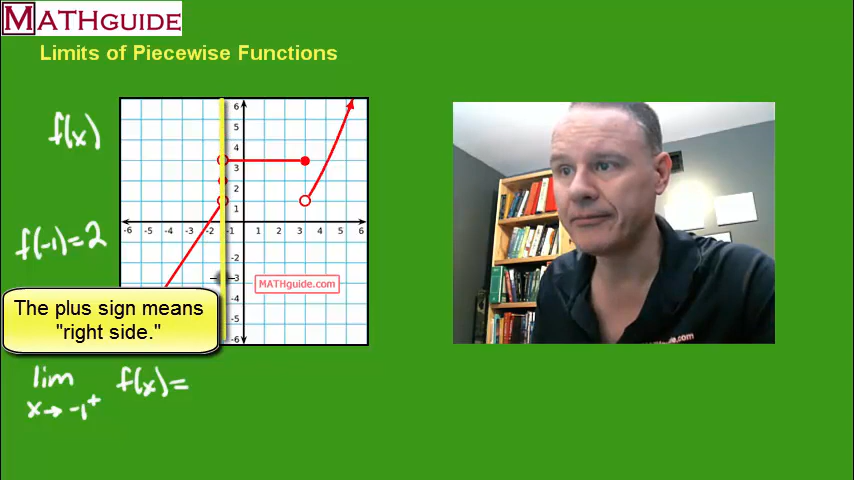 MATHGUIDE
Limits of Piecewise Functions
f(x)
f(-1)=2
6
5
4
3
2
1
-6 -5 -4 -3 -2 -1 1 2 3 4 5 6
-3
-4
-5
-6
MATHguide.com
The plus sign means
"right side."
lim f(x)=
x→-1+